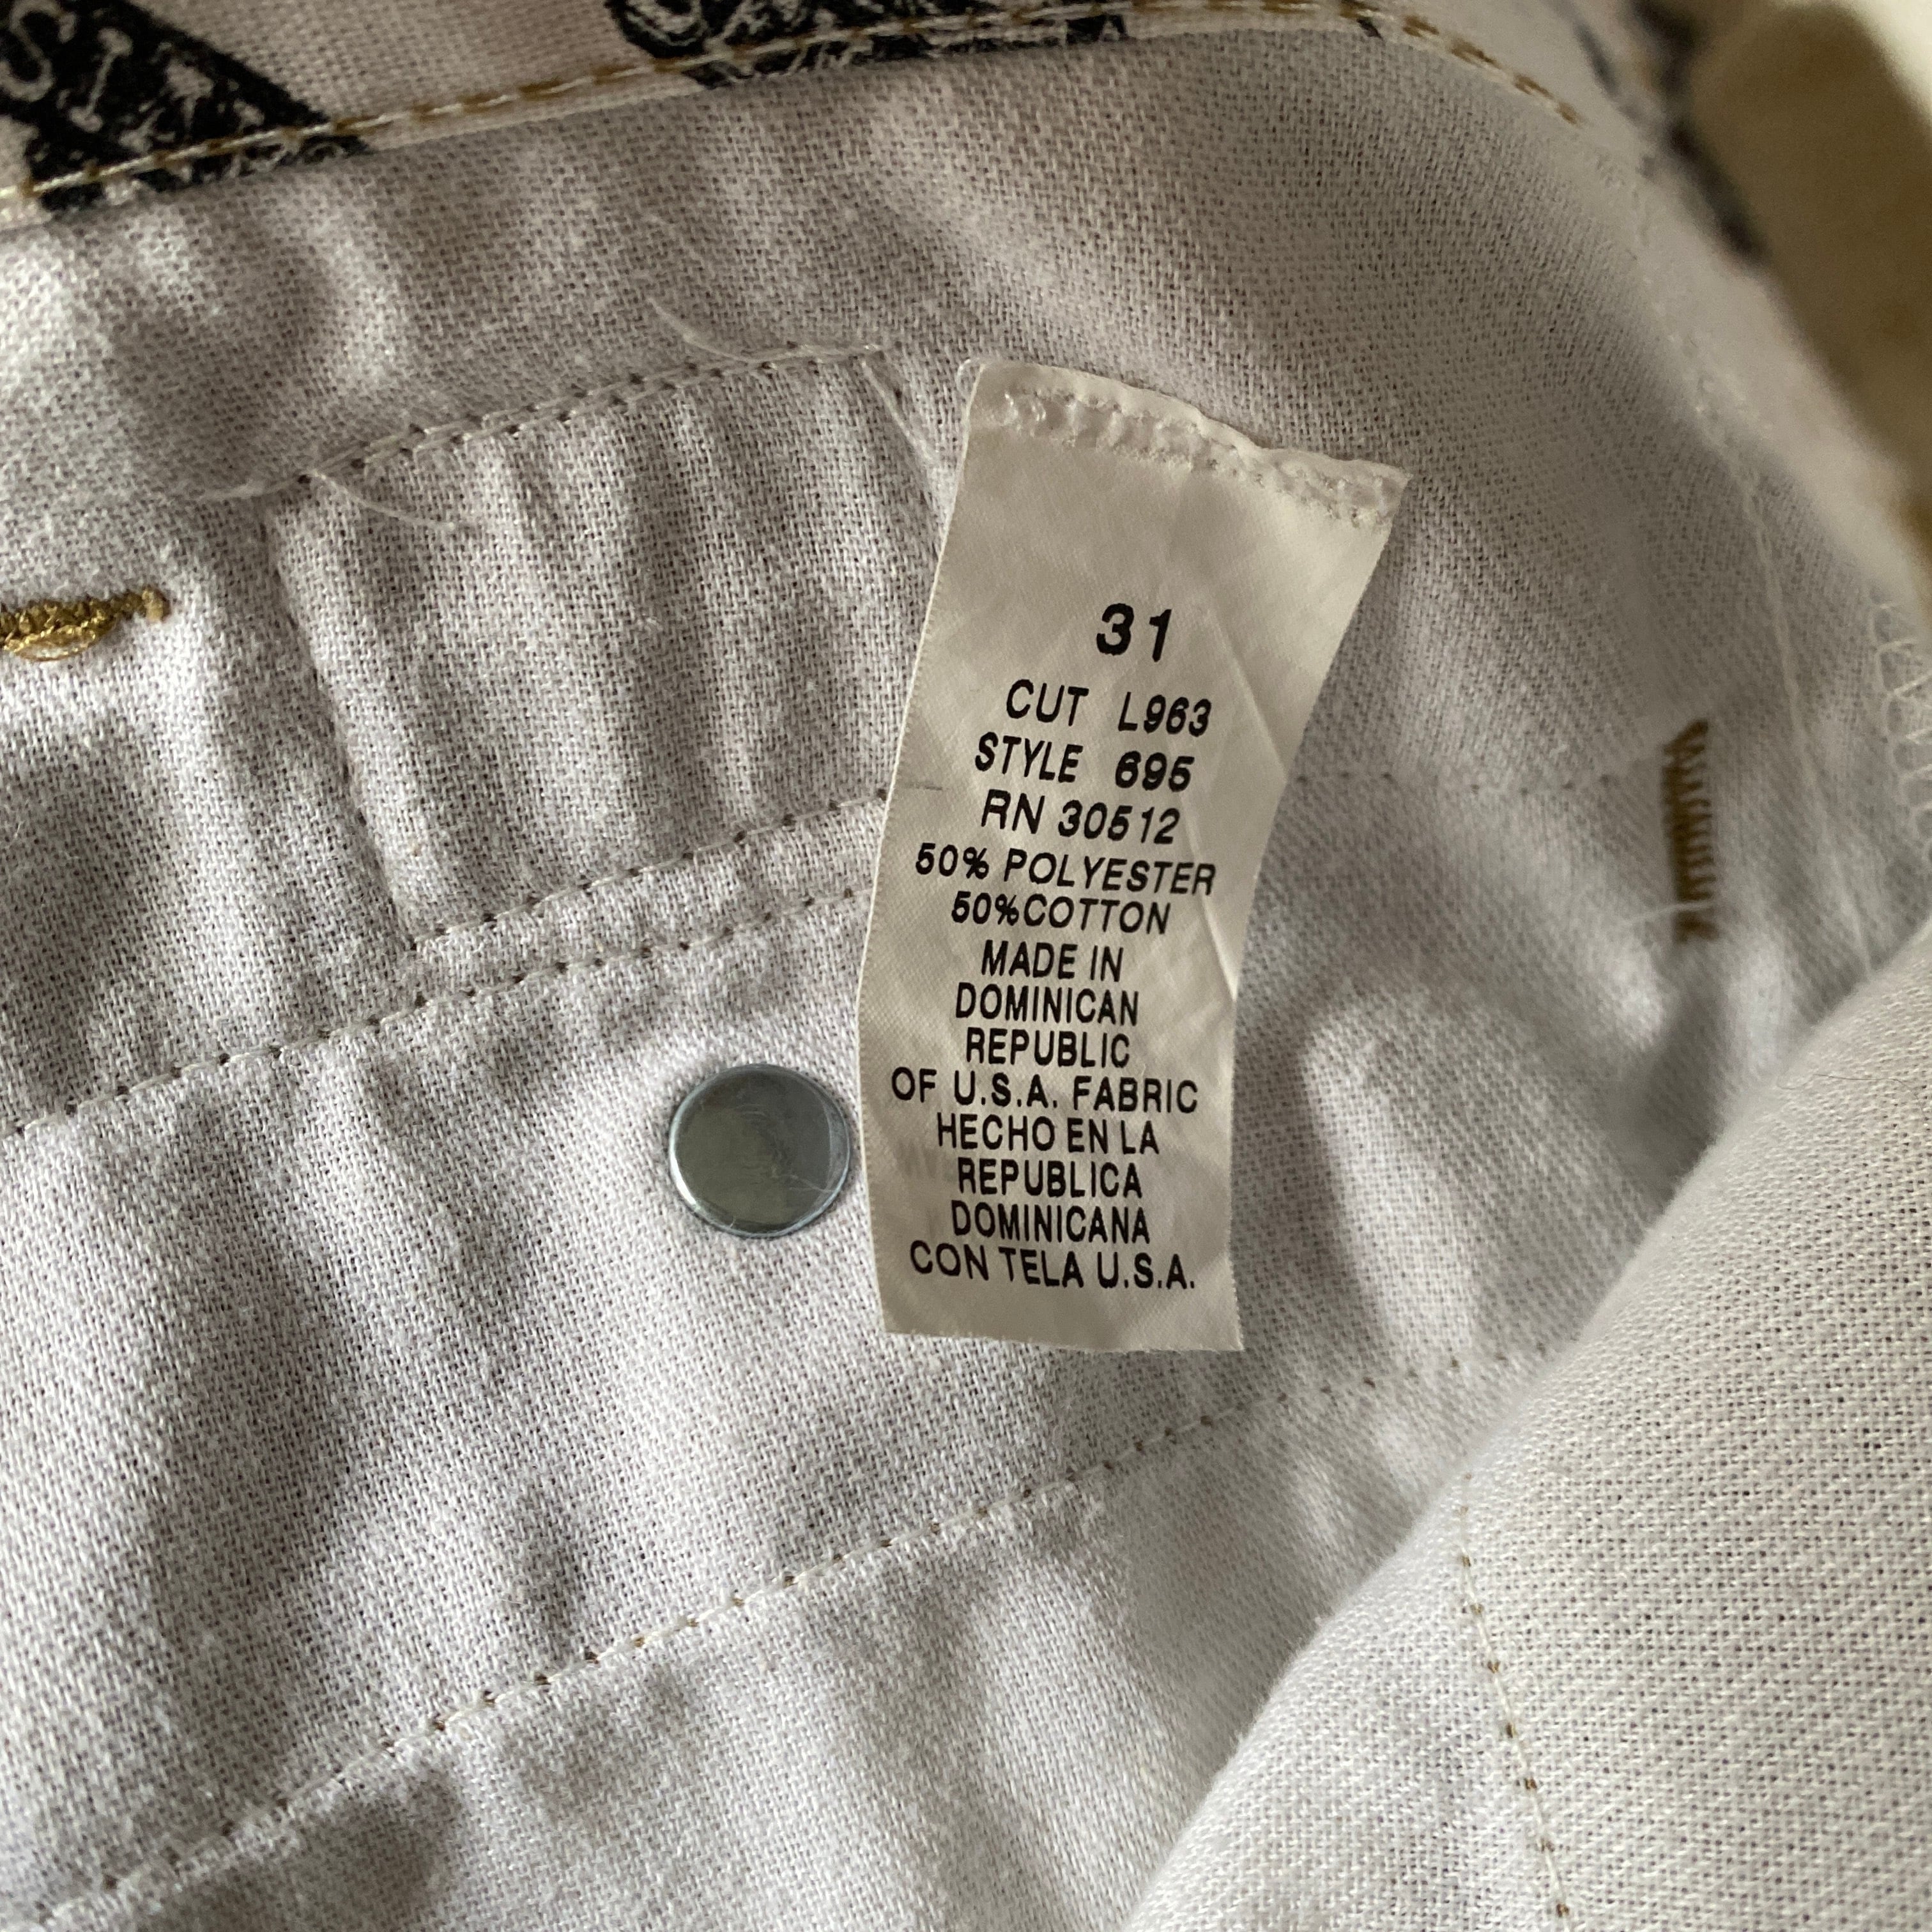 31
CUT L963
STYLE 695
RN 30512
50% POLYESTER
50%COTTON
MADE IN
DOMINICAN
REPUBLIC
OF U.S.A. FABRIC
HECHO EN LA
REPUBLICA
DOMINICANA
CON TELA U.S.A.